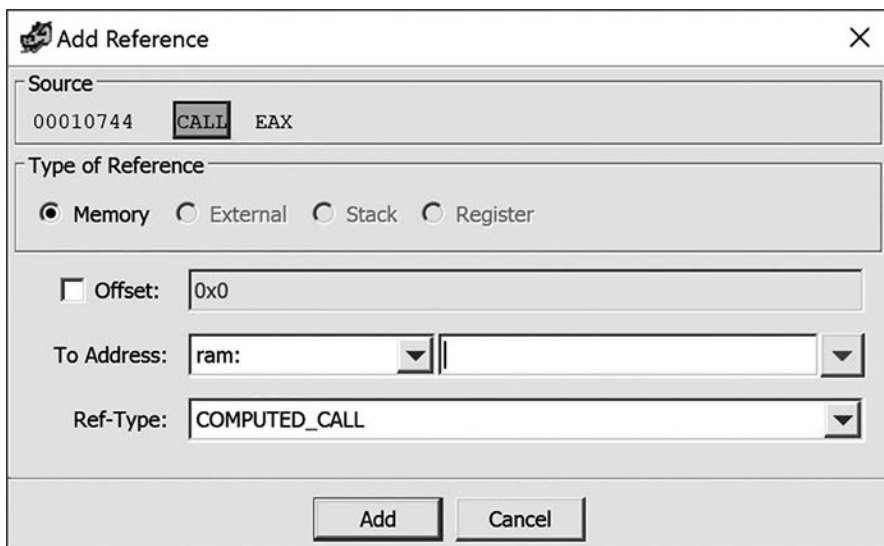 Add Reference
Source
00010744 CALL EAX
Type of Reference
Memory External Stack Register
Offset: 0x0
To Address: ram:
Ref-Type: COMPUTED_CALL
Add Cancel